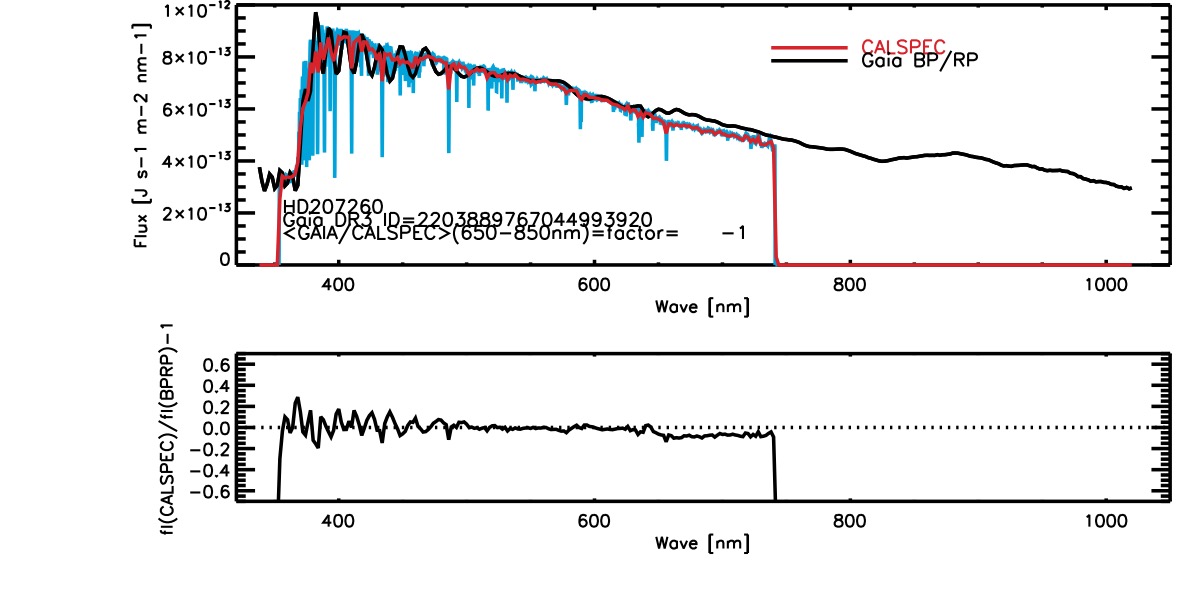 1×10−12
8×10−13
6×10−13
4×10−13
2×10−13
0
Flux [J s−1 m−2 nm−1]
CALSPEC
Gaia BP/RP
HD207260
Gaia DR3 ID=2203889767044993920
<GAIA/CALSPEC>(650−850nm)=factor= −1
400 600 800 1000
Wave [nm]
0.6
0.4
0.2
0.0
−0.2
−0.4
−0.6
fl(CALSPEC)/fl(BPRP)−1
400 600 800 1000
Wave [nm]